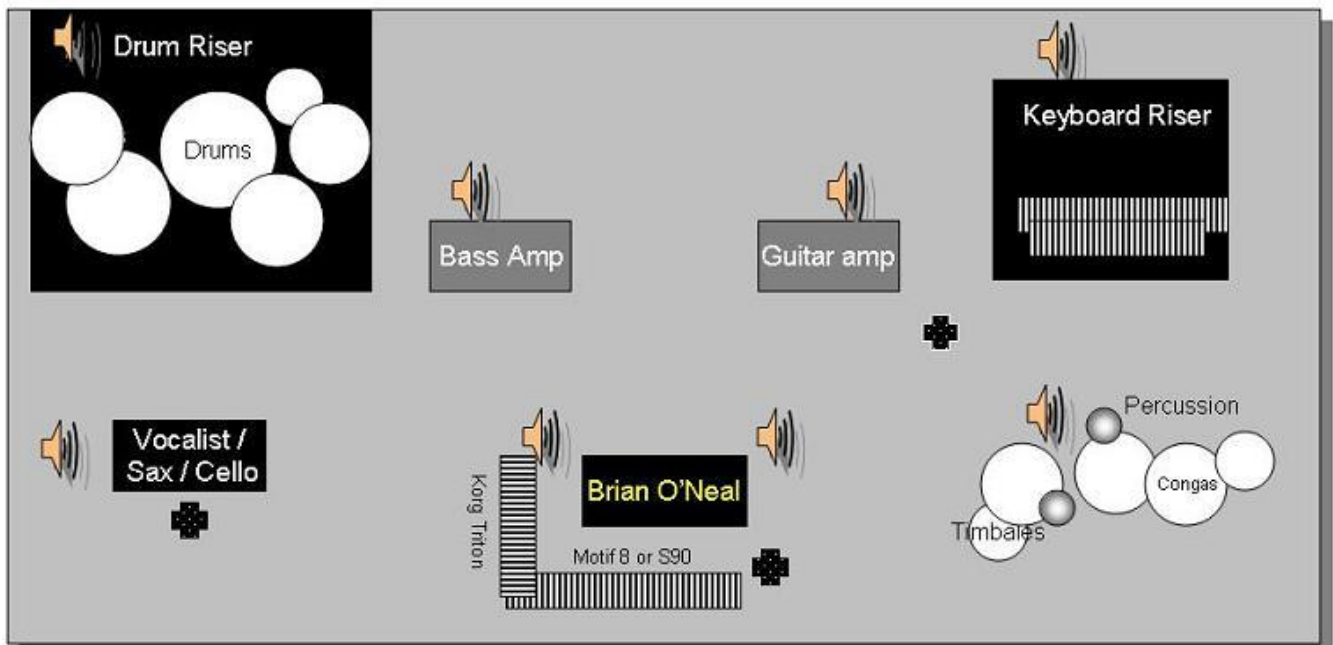 Drum Riser
Drums
Keyboard Riser
Bass Amp
Guitar amp
Vocalist /
Sax / Cello
Korg Triton
Brian O'Neal
Motif 8 or S90
Percussion
Congas
Timbales